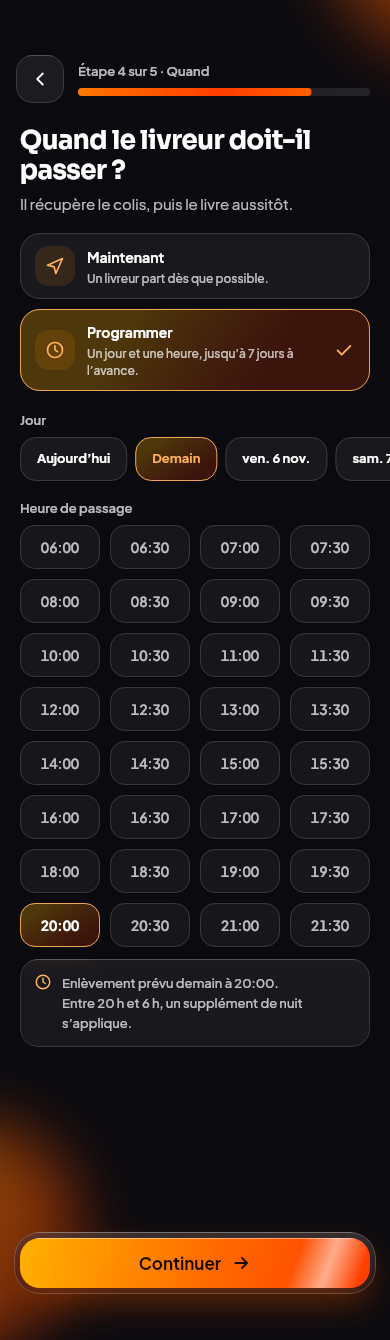 Étape 4 sur 5 · Quand
Quand le livreur doit-il
passer ?
Il récupère le colis, puis le livre aussitôt.
Maintenant
Un livreur part dès que possible.
Programmer
Un jour et une heure, jusqu'à 7 jours à
l'avance.
Jour
Aujourd'hui Demain ven. 6 nov. sam. 7
Heure de passage
06:00 06:30 07:00 07:30
08:00 08:30 09:00 09:30
10:00 10:30 11:00 11:30
12:00 12:30 13:00 13:30
14:00 14:30 15:00 15:30
16:00 16:30 17:00 17:30
18:00 18:30 19:00 19:30
20:00 20:30 21:00 21:30
Enlèvement prévu demain à 20:00.
Entre 20 h et 6 h, un supplément de nuit
s'applique.
Continuer →